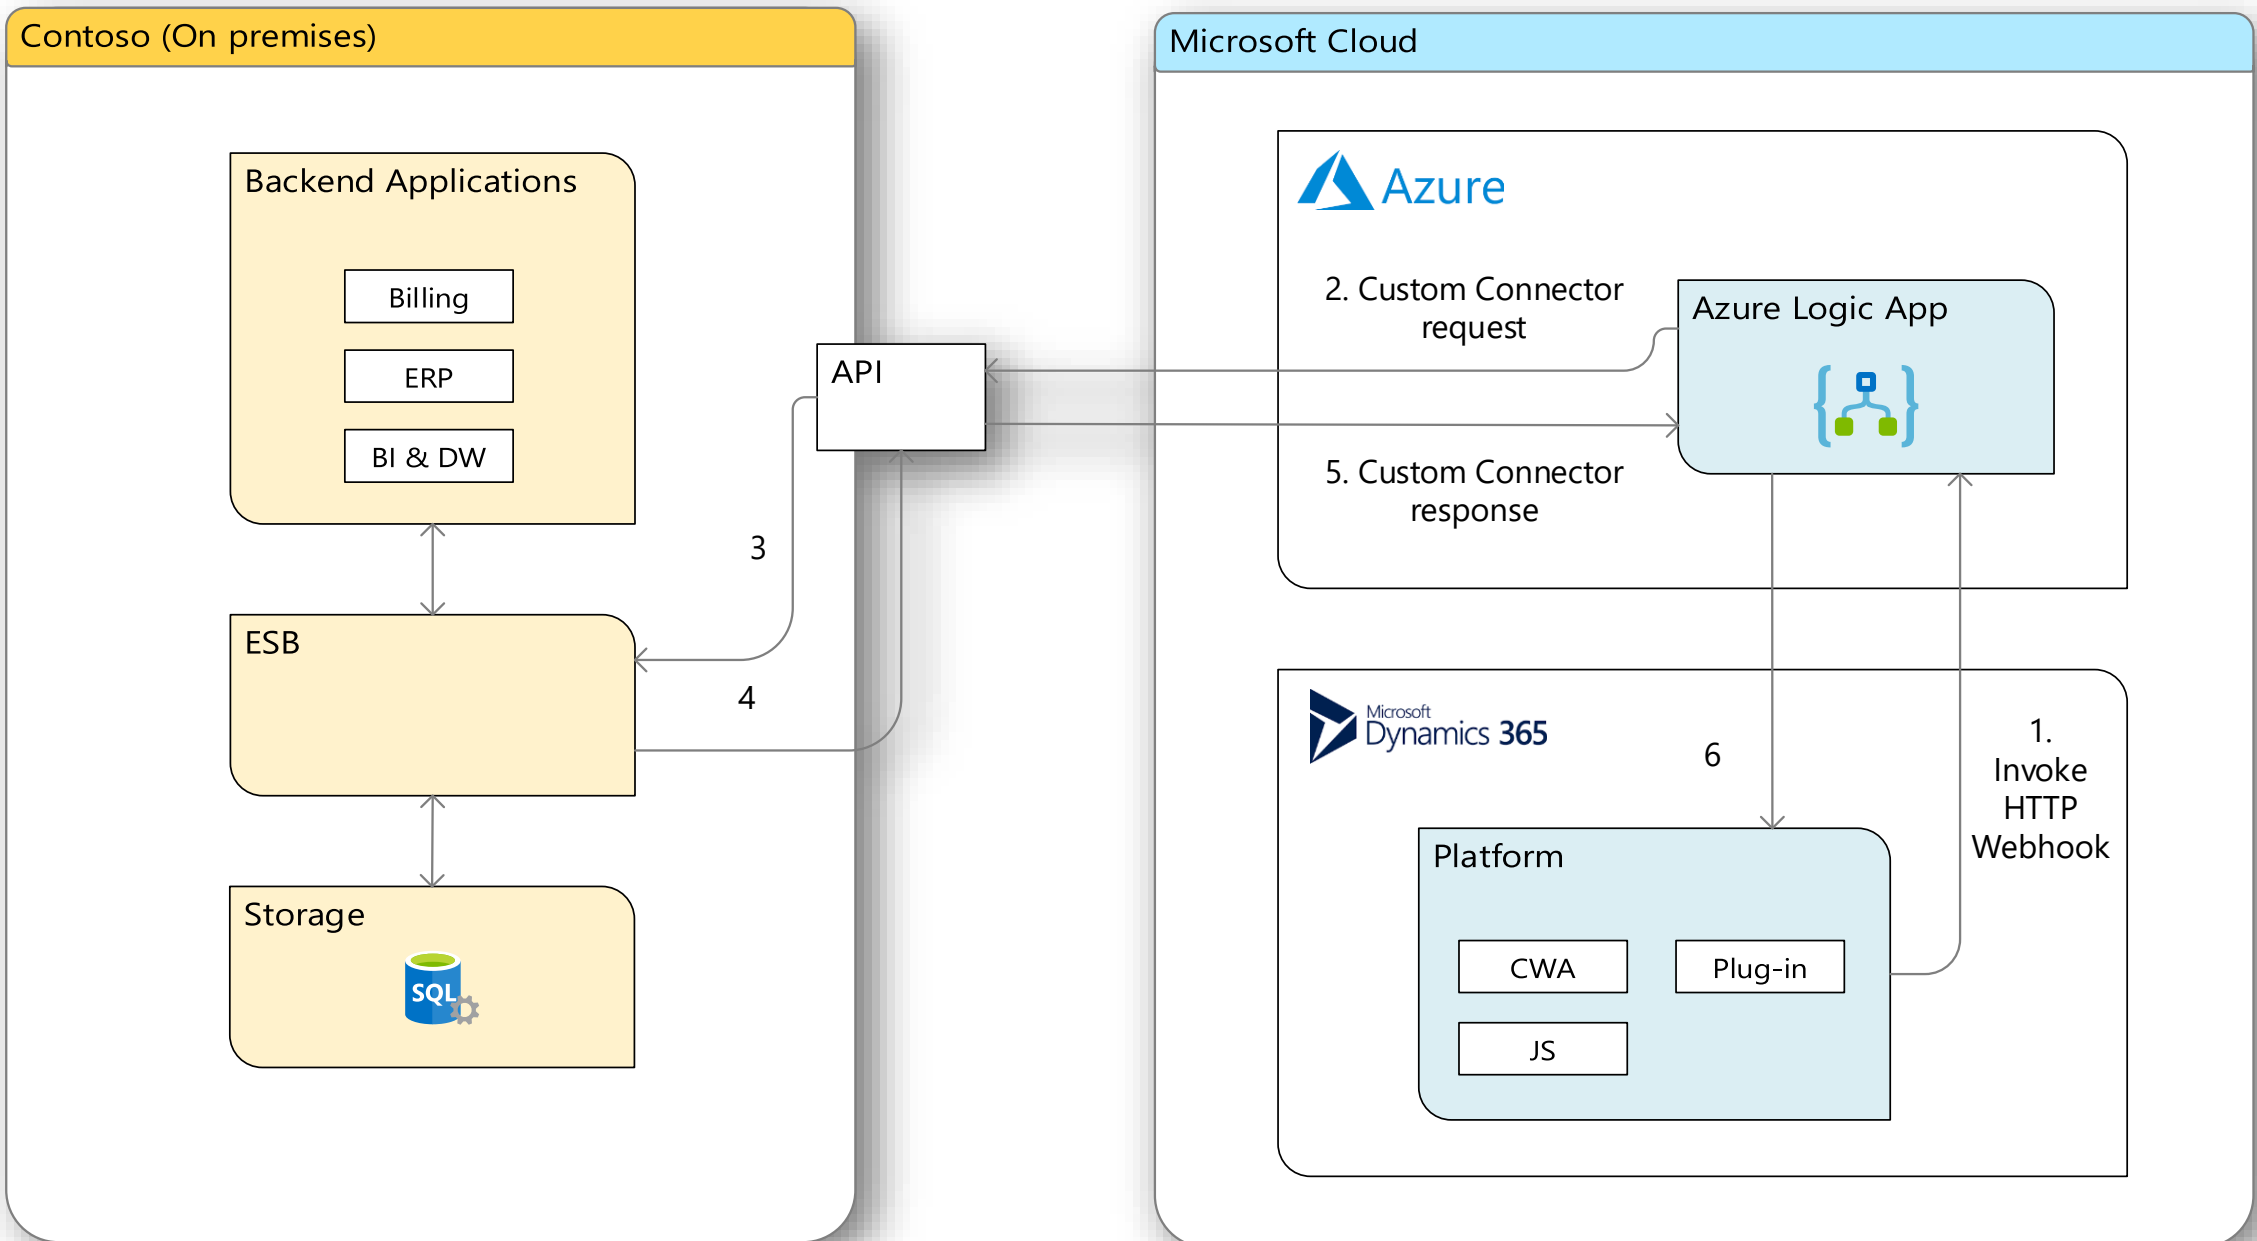 Contoso (On premises)
Backend Applications
Billing
ERP
BI & DW
ESB
Storage
SQL
API
3
4
Microsoft Cloud
Azure
2. Custom Connector
request
Azure Logic App
5. Custom Connector
response
Microsoft
Dynamics 365
6
1.
Invoke
HTTP
Webhook
Platform
CWA
Plug-in
JS